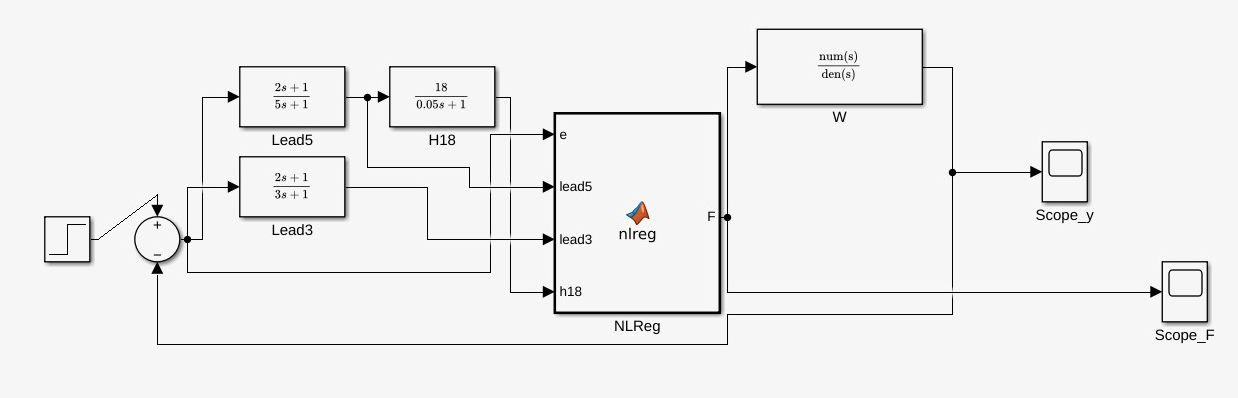 num(s)
den(s)
W
2s + 1
5s + 1
Lead5
18
0.05s + 1
H18
2s + 1
3s + 1
Lead3
+
−
e
lead5
lead3
h18
nlreg
F
NLReg
Scope_y
Scope_F